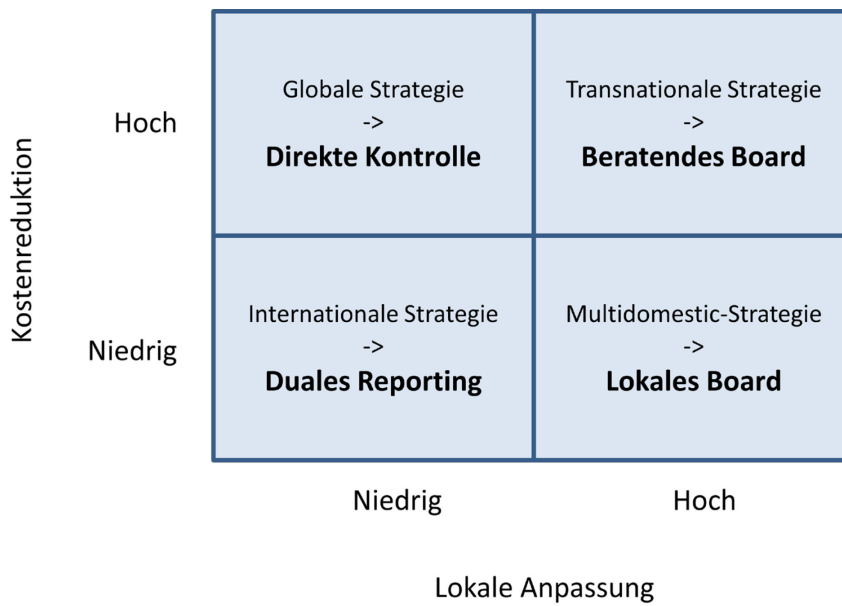 Kostenreduktion
Hoch
Globale Strategie
->
Direkte Kontrolle
Transnationale Strategie
->
Beratendes Board
Niedrig
Internationale Strategie
->
Duales Reporting
Multidomestic-Strategie
->
Lokales Board
Niedrig
Hoch
Lokale Anpassung